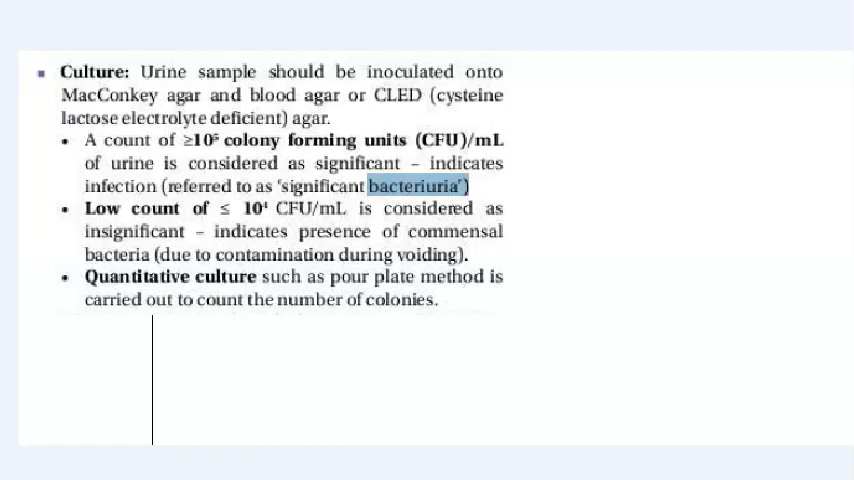 ▪ Culture: Urine sample should be inoculated onto
MacConkey agar and blood agar or CLED (cysteine
lactose electrolyte deficient) agar.
• A count of ≥10⁵ colony forming units (CFU)/mL
of urine is considered as significant – indicates
infection (referred to as ‘significant bacteriuria’)
• Low count of ≤ 10⁴ CFU/mL is considered as
insignificant – indicates presence of commensal
bacteria (due to contamination during voiding).
• Quantitative culture such as pour plate method is
carried out to count the number of colonies.